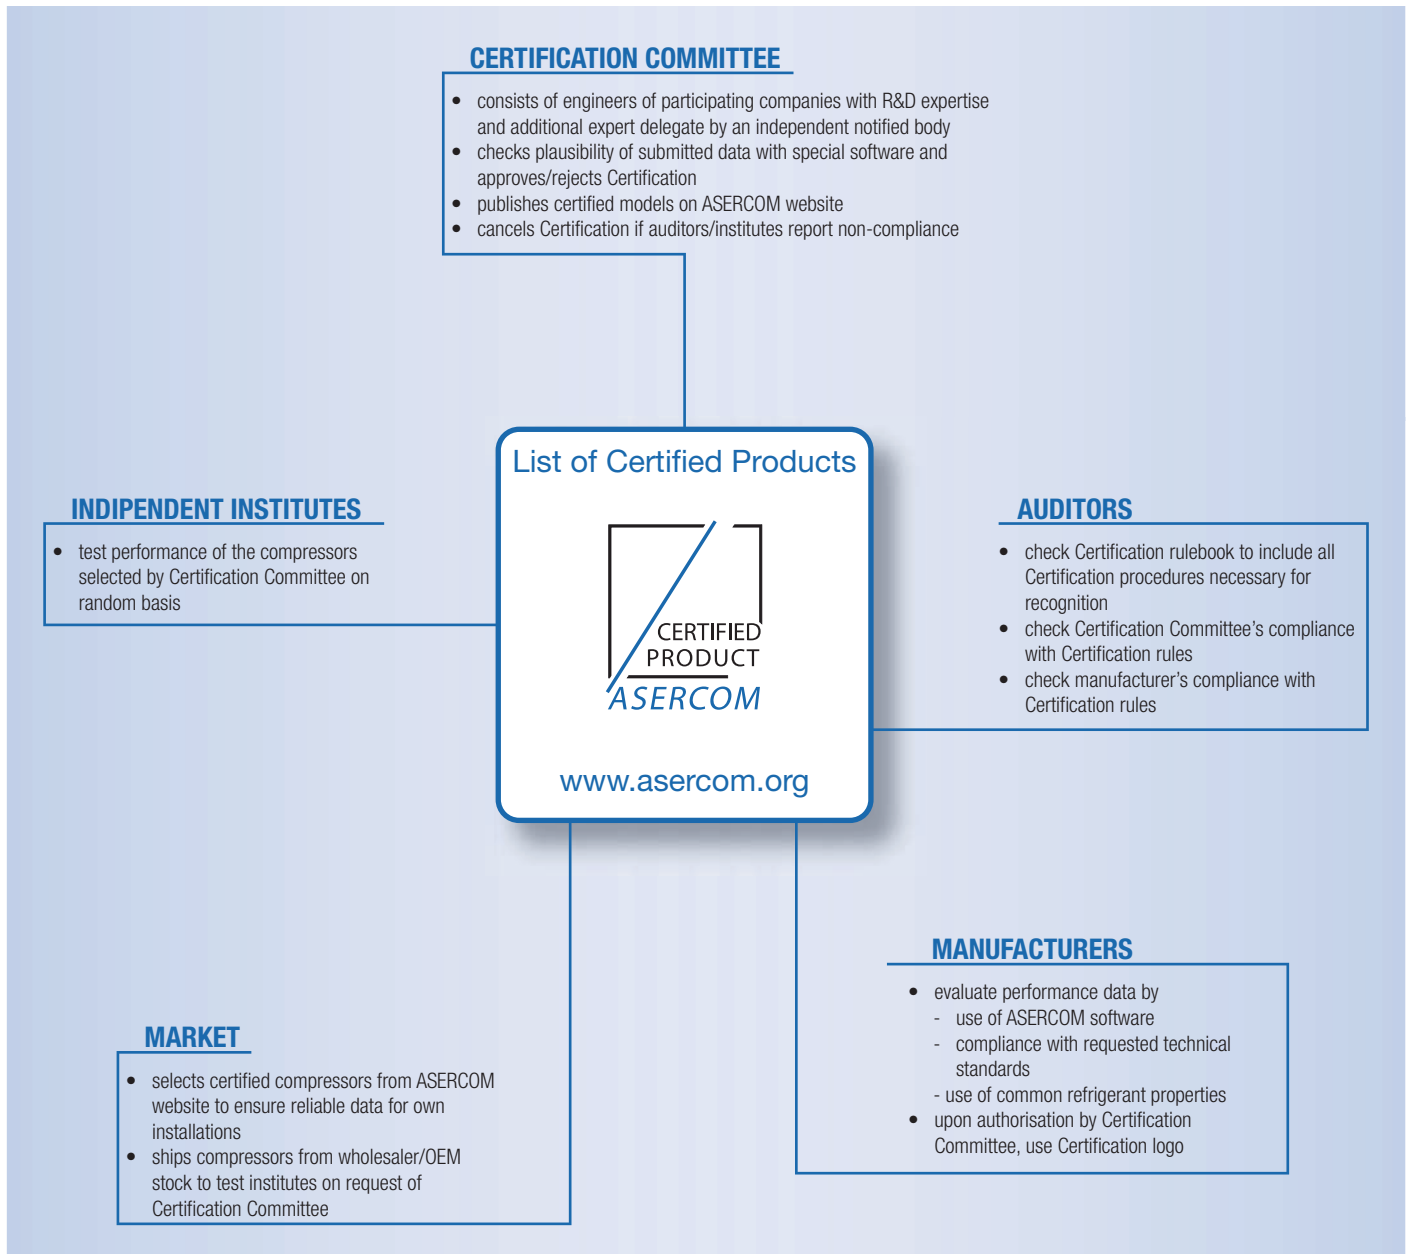 CERTIFICATION COMMITTEE
• consists of engineers of participating companies with R&D expertise
and additional expert delegate by an independent notified body
• checks plausibility of submitted data with special software and
approves/rejects Certification
• publishes certified models on ASERCOM website
• cancels Certification if auditors/institutes report non-compliance
List of Certified Products
CERTIFIED
PRODUCT
ASERCOM
www.asercom.org
INDIPENDENT INSTITUTES
• test performance of the compressors
selected by Certification Committee on
random basis
AUDITORS
• check Certification rulebook to include all
Certification procedures necessary for
recognition
• check Certification Committee’s compliance
with Certification rules
• check manufacturer’s compliance with
Certification rules
MANUFACTURERS
• evaluate performance data by
- use of ASERCOM software
- compliance with requested technical
standards
- use of common refrigerant properties
• upon authorisation by Certification
Committee, use Certification logo
MARKET
• selects certified compressors from ASERCOM
website to ensure reliable data for own
installations
• ships compressors from wholesaler/OEM
stock to test institutes on request of
Certification Committee